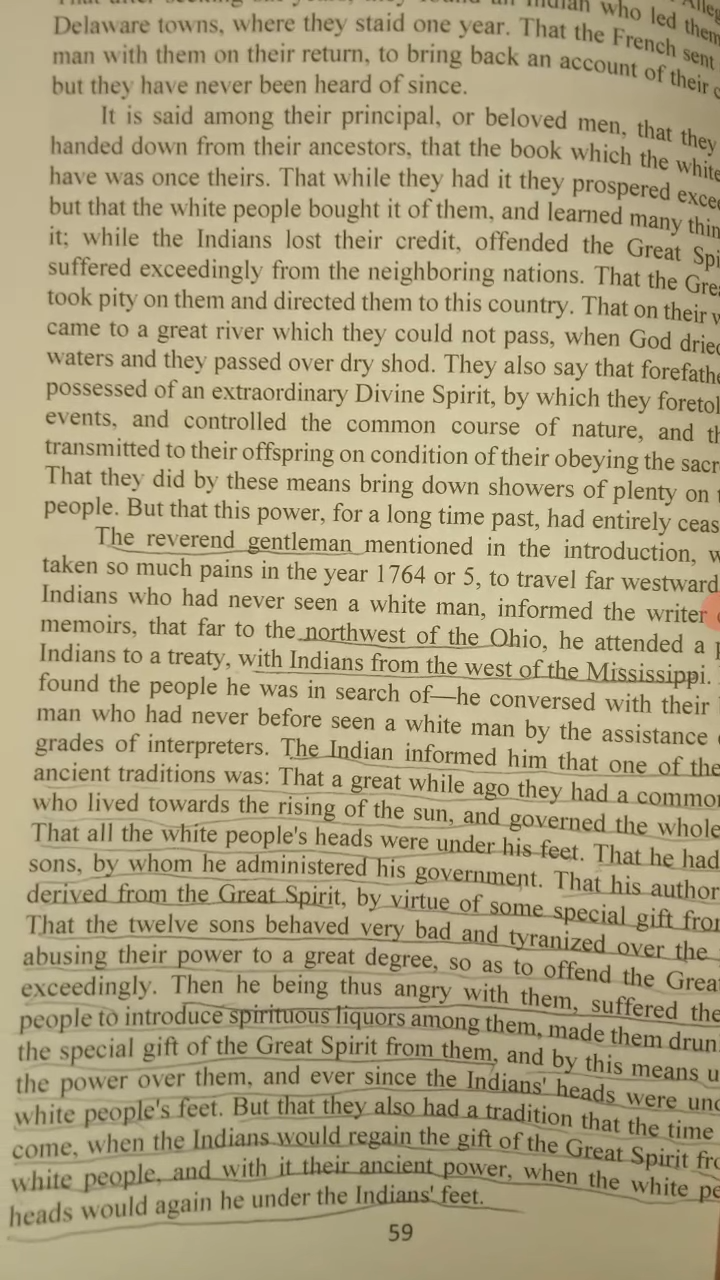 Indian who led them
Delaware towns, where they staid one year. That the French sent
man with them on their return, to bring back an account of their
but they have never been heard of since.
It is said among their principal, or beloved men, that they
handed down from their ancestors, that the book which the white
have was once theirs. That while they had it they prospered excee
but that the white people bought it of them, and learned many thin
it; while the Indians lost their credit, offended the Great Spi
suffered exceedingly from the neighboring nations. That the Grea
took pity on them and directed them to this country. That on their w
came to a great river which they could not pass, when God dried
waters and they passed over dry shod. They also say that forefathe
possessed of an extraordinary Divine Spirit, by which they foretol
events, and controlled the common course of nature, and th
transmitted to their offspring on condition of their obeying the sacr
That they did by these means bring down showers of plenty on t
people. But that this power, for a long time past, had entirely ceas
The reverend gentleman mentioned in the introduction, w
taken so much pains in the year 1764 or 5, to travel far westward
Indians who had never seen a white man, informed the writer
memoirs, that far to the northwest of the Ohio, he attended a p
Indians to a treaty, with Indians from the west of the Mississippi.
found the people he was in search of—he conversed with their
man who had never before seen a white man by the assistance
grades of interpreters. The Indian informed him that one of the
ancient traditions was: That a great while ago they had a common
who lived towards the rising of the sun, and governed the whole
That all the white people's heads were under his feet. That he had
sons, by whom he administered his government. That his author
derived from the Great Spirit, by virtue of some special gift from
That the twelve sons behaved very bad and tyranized over the
abusing their power to a great degree, so as to offend the Grea
exceedingly. Then he being thus angry with them, suffered the
people to introduce spirituous liquors among them, made them drun
the special gift of the Great Spirit from them, and by this means u
the power over them, and ever since the Indians' heads were und
white people's feet. But that they also had a tradition that the time
come, when the Indians would regain the gift of the Great Spirit fro
white people, and with it their ancient power, when the white pe
heads would again he under the Indians' feet.
59